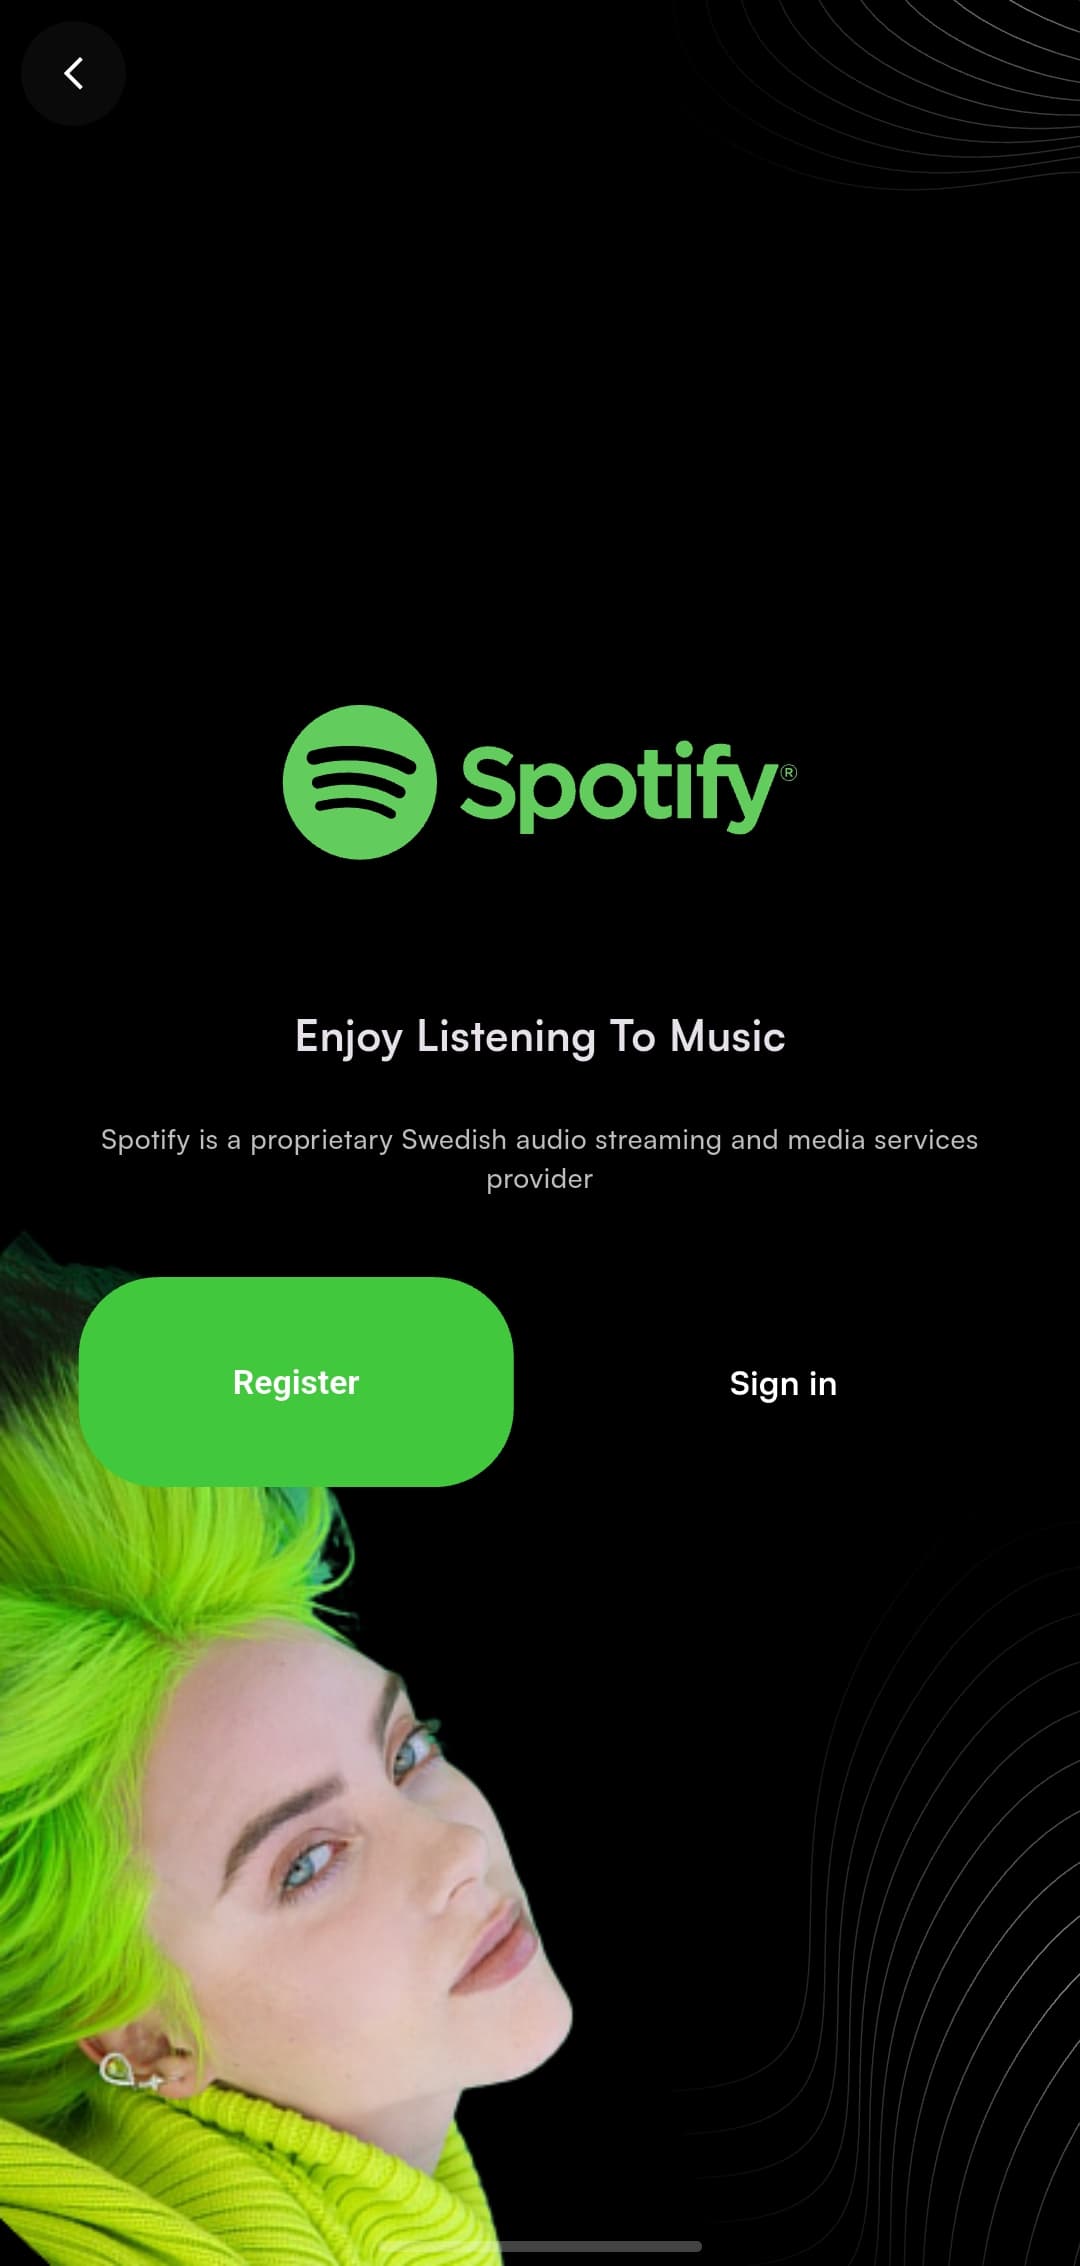 Spotify®
Enjoy Listening To Music
Spotify is a proprietary Swedish audio streaming and media services
provider
Register
Sign in